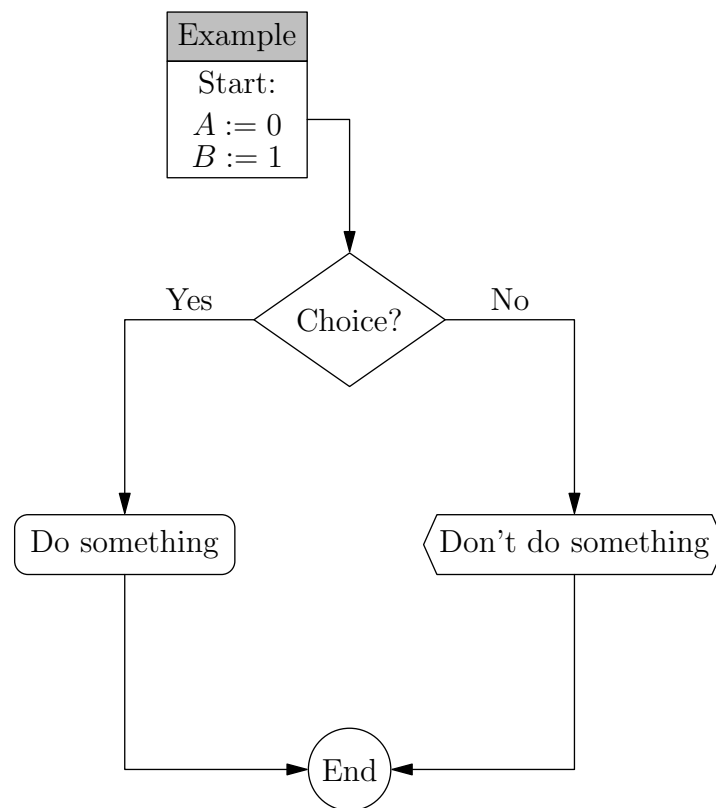 Example
Start:
A := 0
B := 1
Choice?
Yes
No
Do something
Don't do something
End